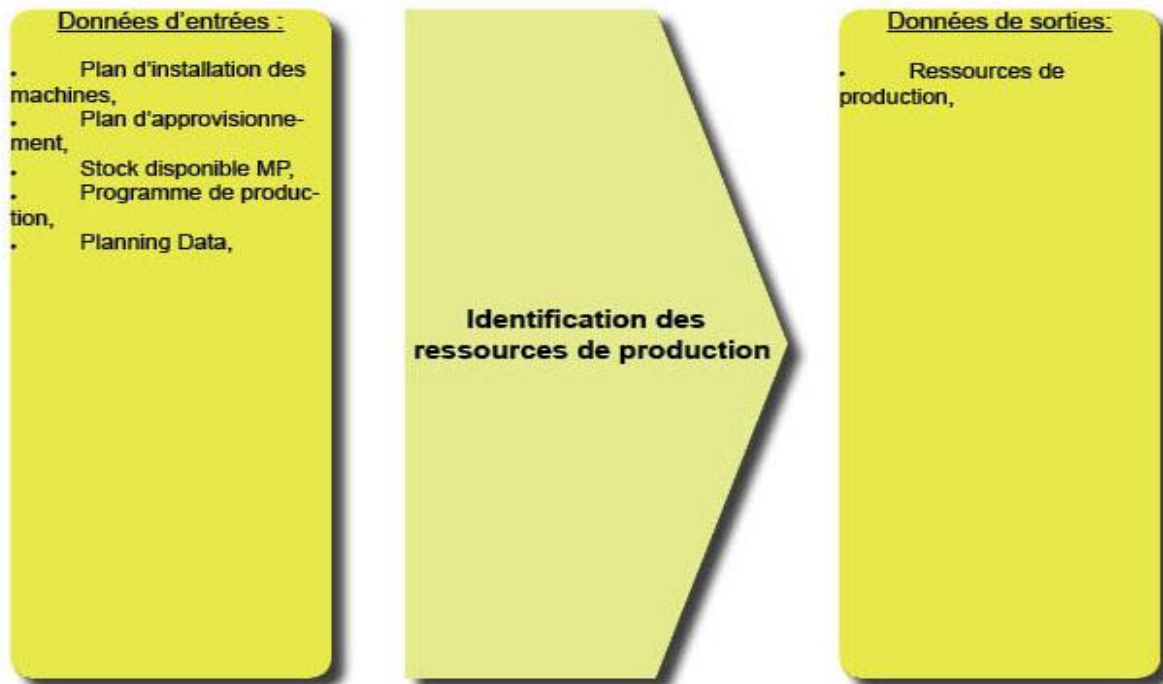 Données d'entrées :
• Plan d'installation des
machines,
• Plan d'approvisionne-
ment,
• Stock disponible MP,
• Programme de produc-
tion,
• Planning Data,
Identification des
ressources de production
Données de sorties:
• Ressources de
production,